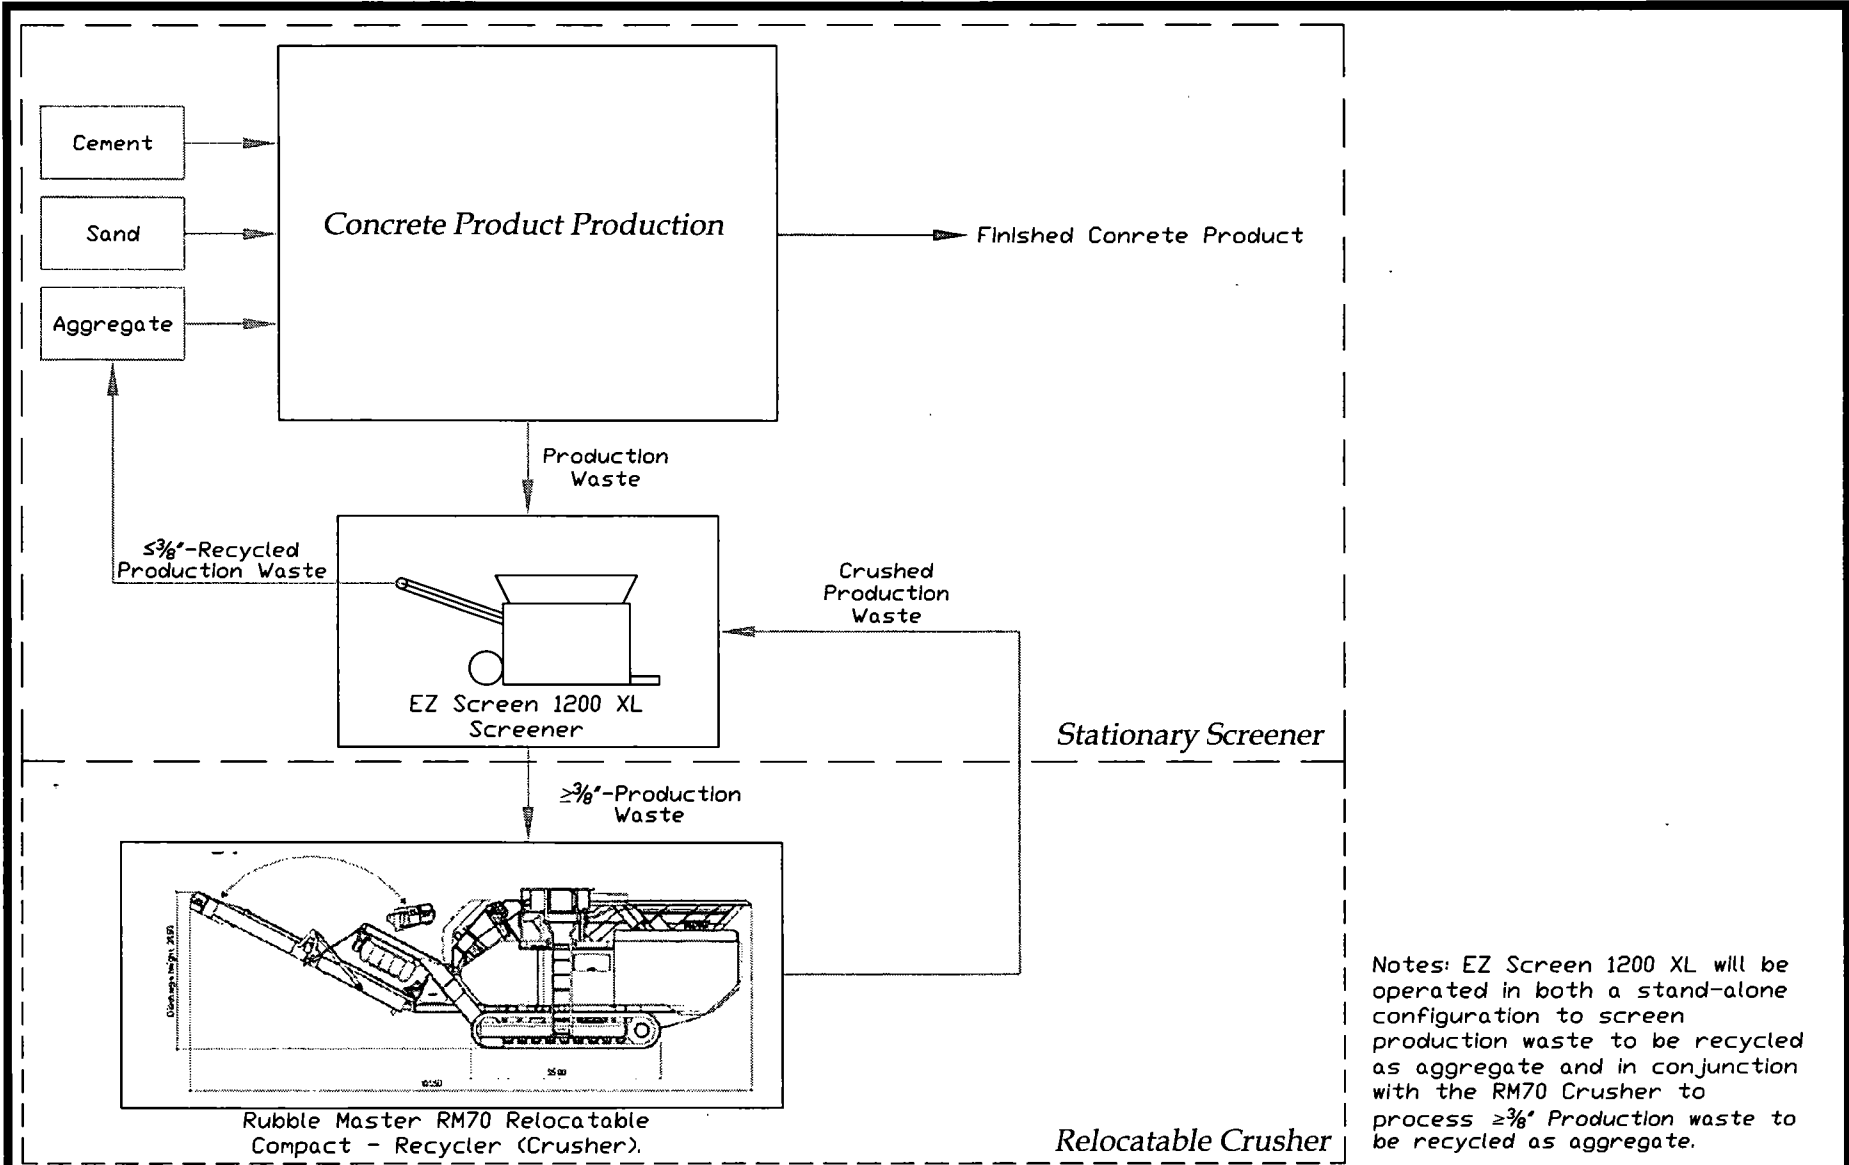 Cement
Sand
Aggregate
Concrete Product Production
Finished Conrete Product
Production
Waste
≤3/8"-Recycled
Production Waste
Crushed
Production
Waste
EZ Screen 1200 XL
Screener
Stationary Screener
≥3/8"-Production
Waste
Rubble Master RM70 Relocatable
Compact - Recycler (Crusher).
Relocatable Crusher
Notes: EZ Screen 1200 XL will be
operated in both a stand-alone
configuration to screen
production waste to be recycled
as aggregate and in conjunction
with the RM70 Crusher to
process ≥3/8" Production waste to
be recycled as aggregate.